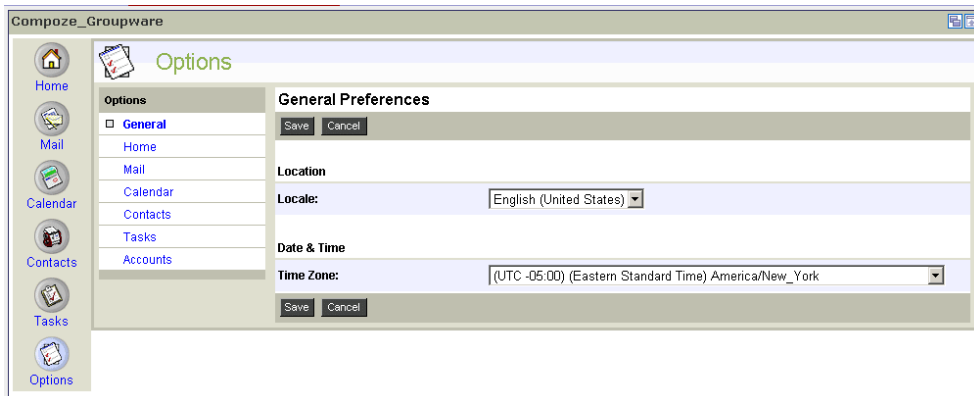 Compoze_Groupware
Home
Mail
Calendar
Contacts
Tasks
Options
Options
Options
General
Home
Mail
Calendar
Contacts
Tasks
Accounts
General Preferences
Save Cancel
Location
Locale: English (United States)
Date & Time
Time Zone: (UTC -05:00) (Eastern Standard Time) America/New_York
Save Cancel